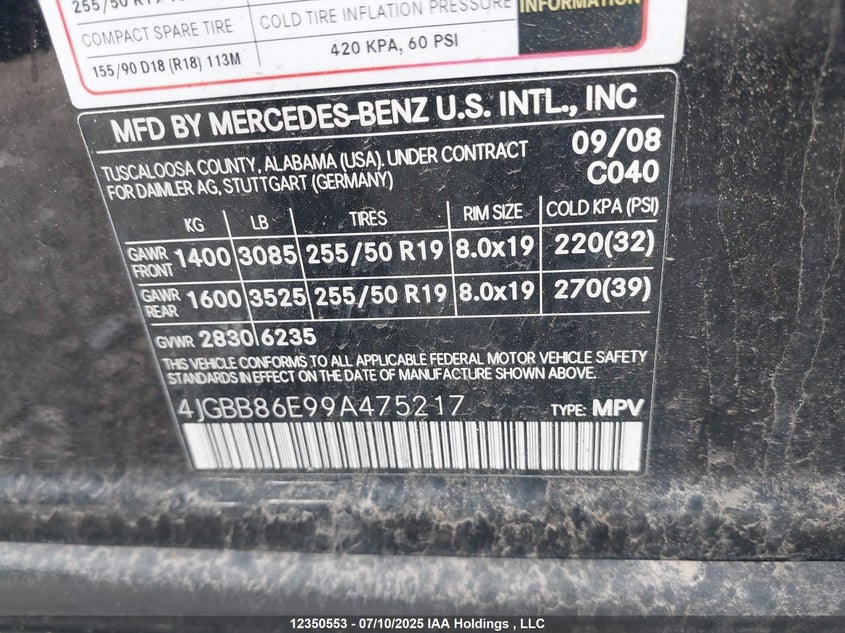 255/50 R19
COLD TIRE INFLATION PRESSURE
INFORMATION
COMPACT SPARE TIRE
155/90 D18 (R18) 113M
420 KPA, 60 PSI
MFD BY MERCEDES-BENZ U.S. INTL., INC
TUSCALOOSA COUNTY, ALABAMA (USA). UNDER CONTRACT
FOR DAIMLER AG, STUTTGART (GERMANY)
09/08
C040
KG LB TIRES RIM SIZE COLD KPA (PSI)
GAWR FRONT 1400 3085 255/50 R19 8.0x19 220(32)
GAWR REAR 1600 3525 255/50 R19 8.0x19 270(39)
GVWR 2830 6235
THIS VEHICLE CONFORMS TO ALL APPLICABLE FEDERAL MOTOR VEHICLE SAFETY
STANDARDS IN EFFECT ON THE DATE OF MANUFACTURE SHOWN ABOVE.
4JGBB86E99A475217 TYPE: MPV
12350553 - 07/10/2025 IAA Holdings , LLC